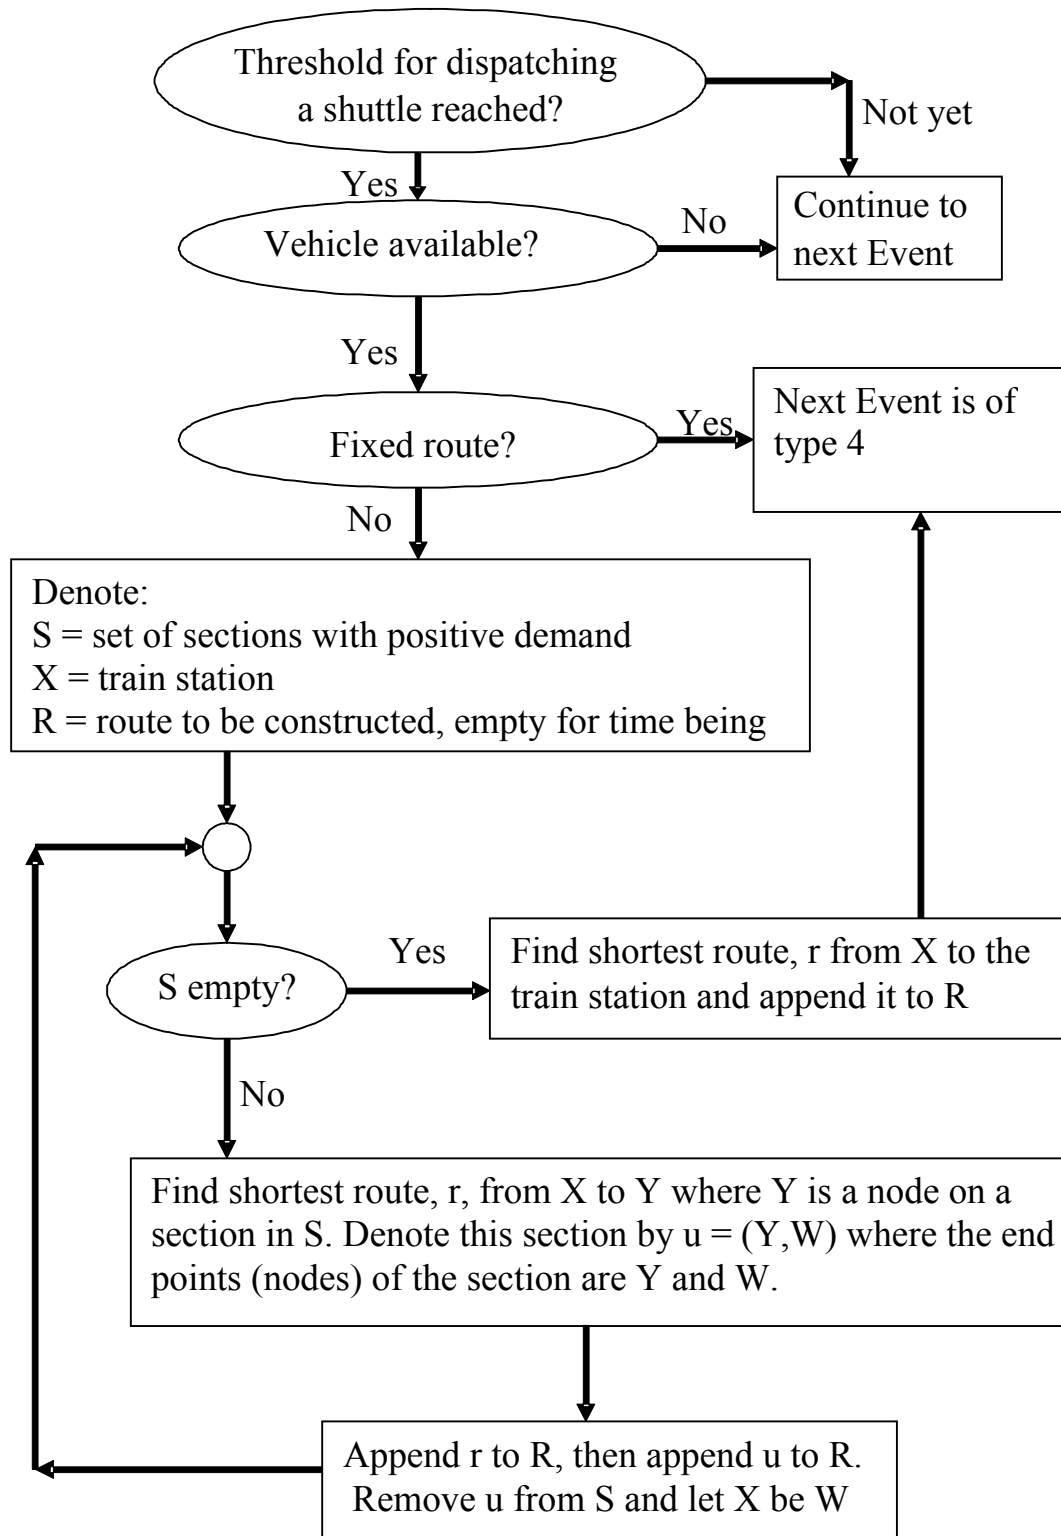 Threshold for dispatching
a shuttle reached?
Not yet
Yes
Continue to
next Event
Vehicle available?
No
Yes
Next Event is of
type 4
Fixed route?
Yes
No
Denote:
S = set of sections with positive demand
X = train station
R = route to be constructed, empty for time being
S empty?
Yes
Find shortest route, r from X to the
train station and append it to R
No
Find shortest route, r, from X to Y where Y is a node on a
section in S. Denote this section by u = (Y,W) where the end
points (nodes) of the section are Y and W.
Append r to R, then append u to R.
Remove u from S and let X be W